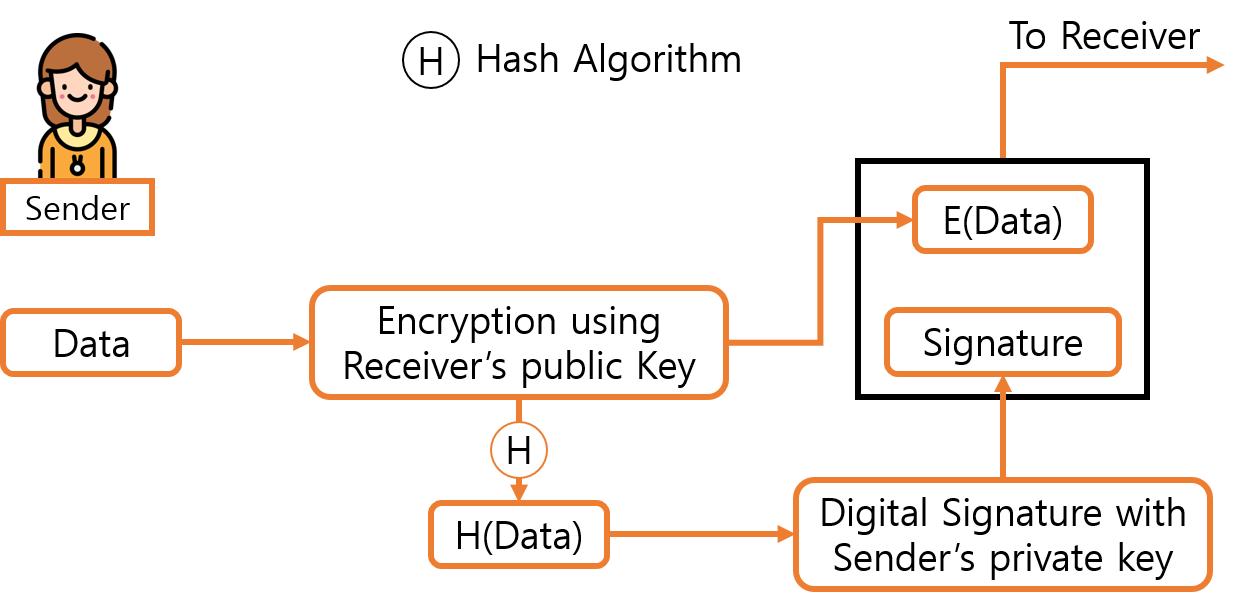 H Hash Algorithm
To Receiver
Sender
E(Data)
Data
Encryption using
Receiver's public Key
Signature
H
H(Data)
Digital Signature with
Sender's private key